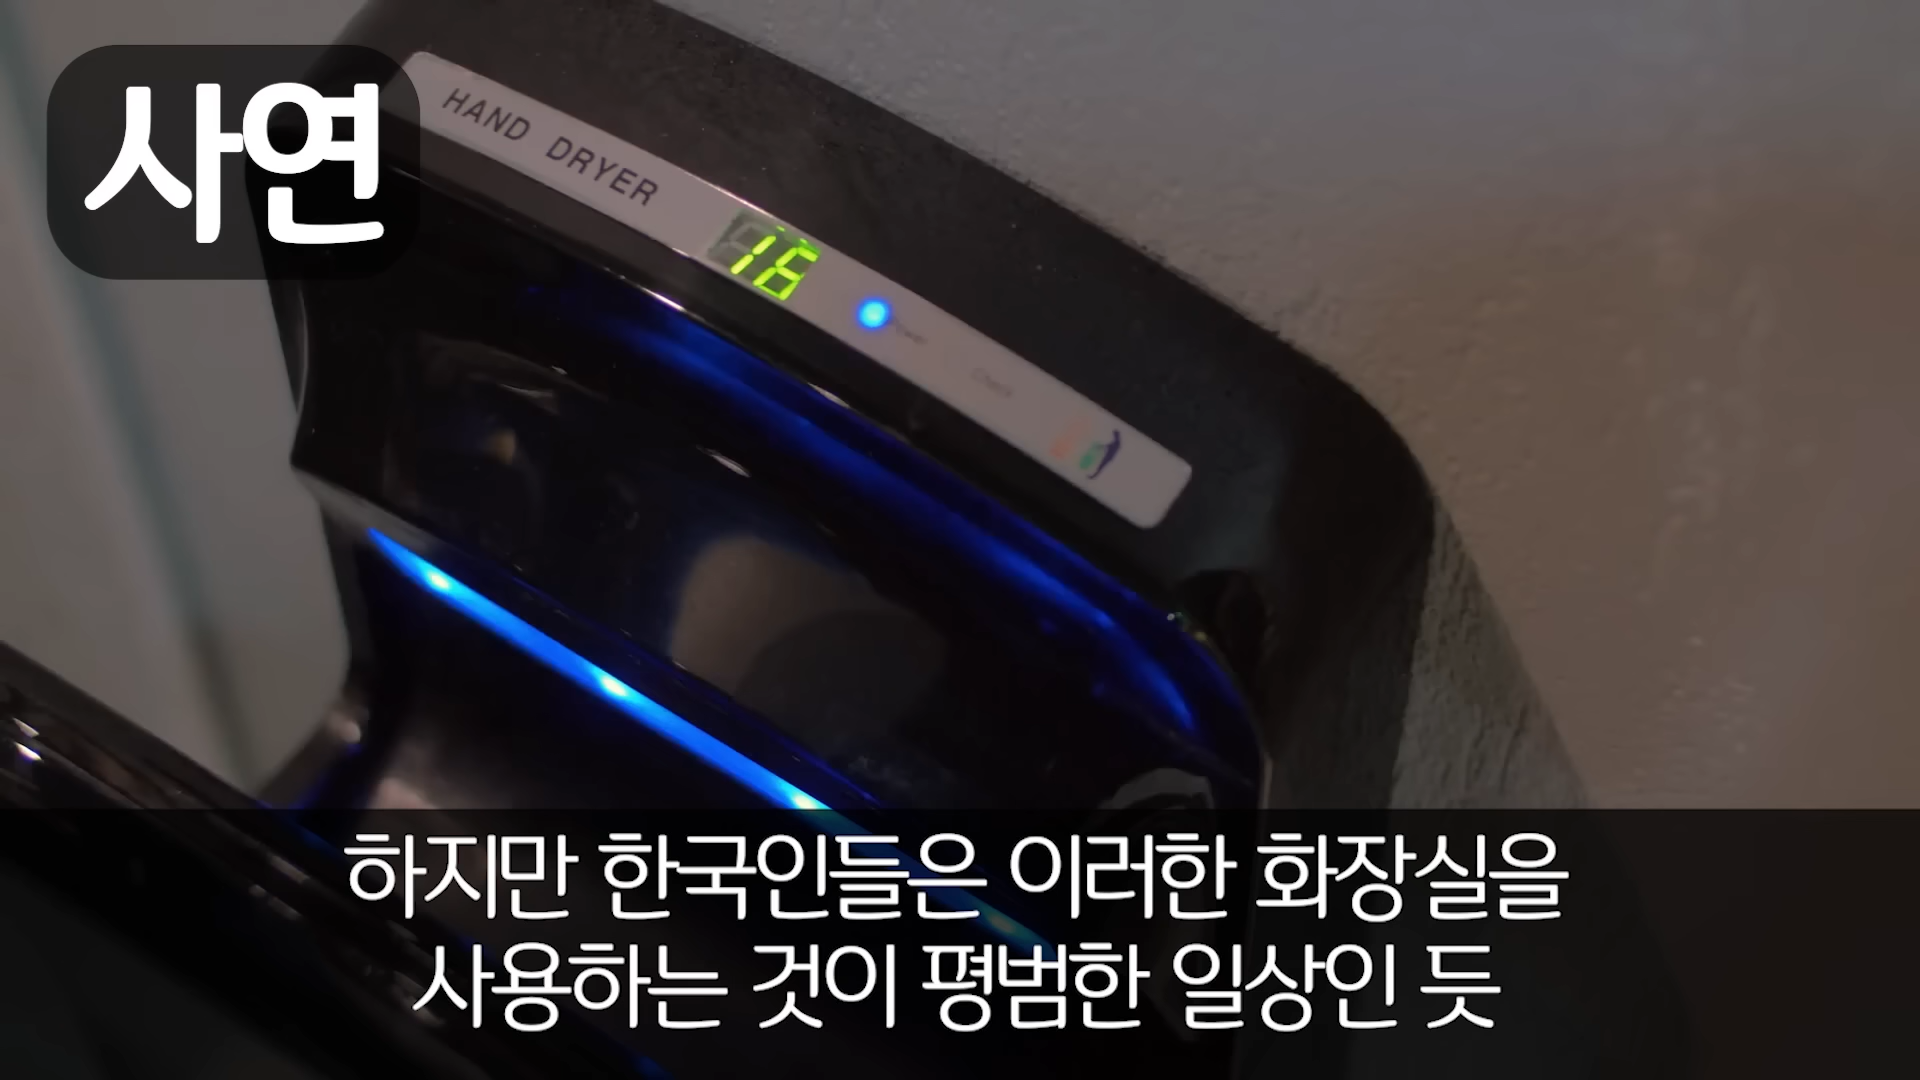 사연
HAND DRYER
16
Check
하지만 한국인들은 이러한 화장실을
사용하는 것이 평범한 일상인 듯